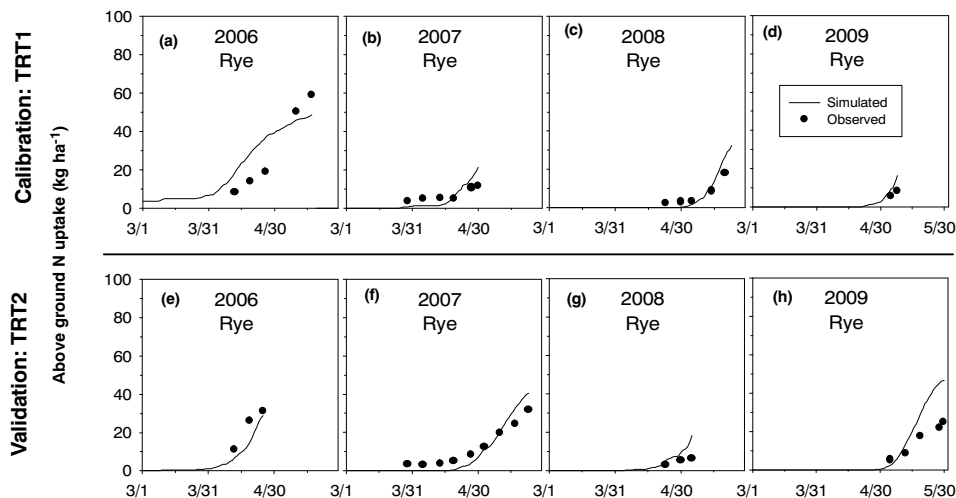 Calibration: TRT1
Validation: TRT2
Above ground N uptake (kg ha⁻¹)
100
80
60
40
20
0
(a)
2006
Rye
(b)
2007
Rye
(c)
2008
Rye
(d)
2009
Rye
Simulated
Observed
3/1 3/31 4/30 3/1 3/31 4/30 3/1 3/31 4/30 3/1 3/31 4/30 5/30
100
80
60
40
20
0
(e)
2006
Rye
(f)
2007
Rye
(g)
2008
Rye
(h)
2009
Rye
3/1 3/31 4/30 3/1 3/31 4/30 3/1 3/31 4/30 3/1 3/31 4/30 5/30